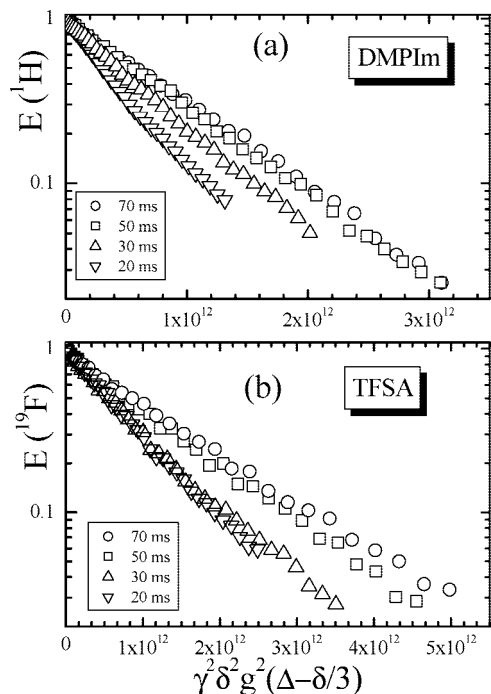 (a)
DMPIm
E (¹H)
1
0.1
70 ms
50 ms
30 ms
20 ms
0
1x10¹²
2x10¹²
3x10¹²
(b)
TFSA
E (¹⁹F)
1
0.1
70 ms
50 ms
30 ms
20 ms
0
1x10¹²
2x10¹²
3x10¹²
4x10¹²
5x10¹²
γ²δ²g²(Δ-δ/3)